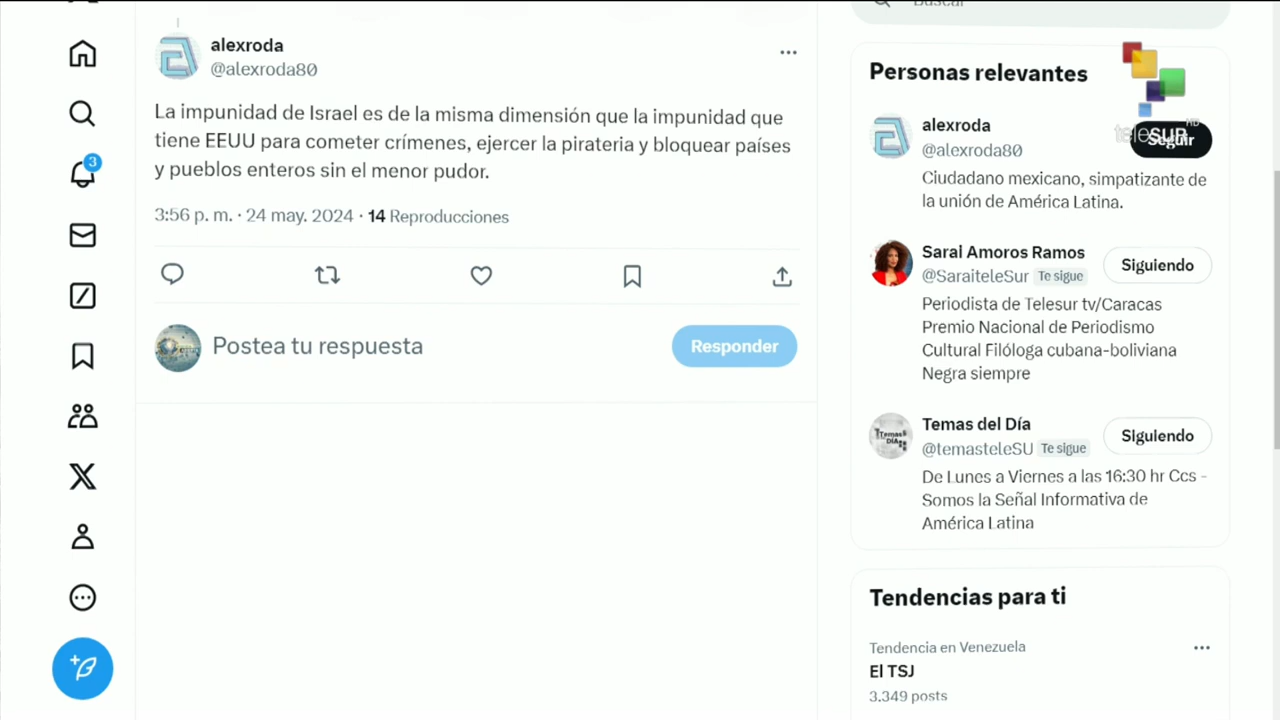 Buscar
alexroda
@alexroda80
La impunidad de Israel es de la misma dimensión que la impunidad que
tiene EEUU para cometer crímenes, ejercer la pirateria y bloquear países
y pueblos enteros sin el menor pudor.
3:56 p. m. · 24 may. 2024 · 14 Reproducciones
Postea tu respuesta
Responder
Personas relevantes
alexroda
@alexroda80
Seguir
Ciudadano mexicano, simpatizante de
la unión de América Latina.
Sarai Amoros Ramos
@SaraiteleSur Te sigue
Siguiendo
Periodista de Telesur tv/Caracas
Premio Nacional de Periodismo
Cultural Filóloga cubana-boliviana
Negra siempre
Temas del Día
@temasteleSU Te sigue
Siguiendo
De Lunes a Viernes a las 16:30 hr Ccs -
Somos la Señal Informativa de
América Latina
Tendencias para ti
Tendencia en Venezuela
El TSJ
3.349 posts
3
teleSUR HD